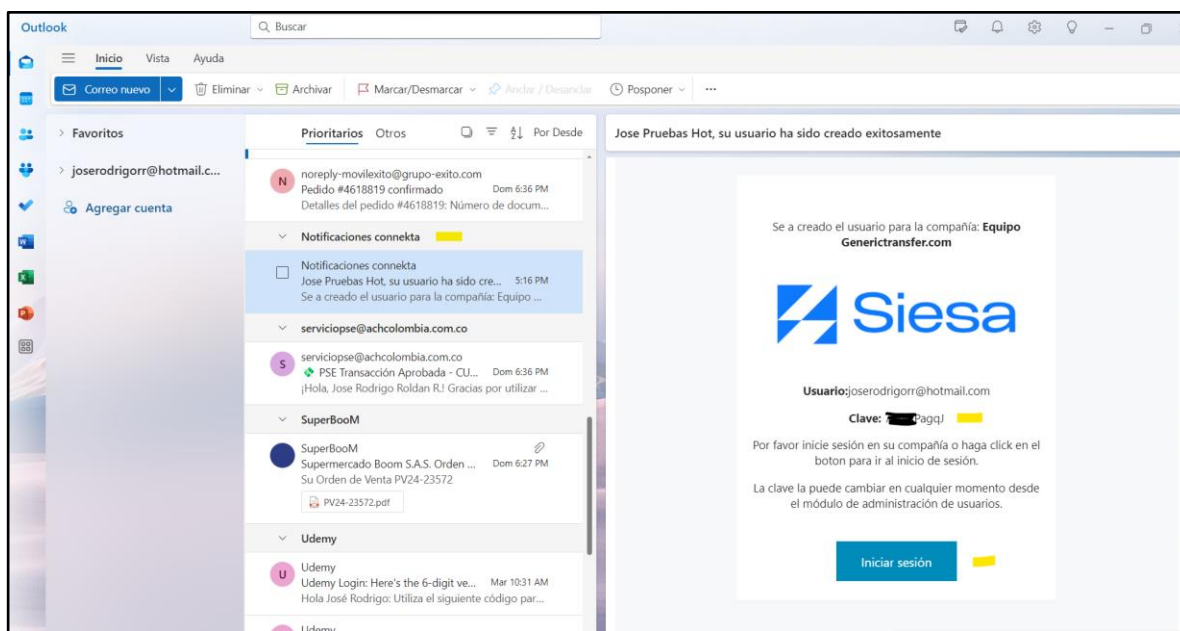 Outlook
Buscar
Inicio Vista Ayuda
Correo nuevo Eliminar Archivar Marcar/Desmarcar Anclar / Desanclar Posponer ...
Favoritos
joserodrigorr@hotmail.c...
Agregar cuenta
Prioritarios Otros Por Desde
N
noreply-movilexito@grupo-exito.com
Pedido #4618819 confirmado Dom 6:36 PM
Detalles del pedido #4618819: Número de docum...
Notificaciones connekta
Notificaciones connekta
Jose Pruebas Hot, su usuario ha sido cre... 5:16 PM
Se a creado el usuario para la compañía: Equipo ...
serviciopse@achcolombia.com.co
S
serviciopse@achcolombia.com.co
PSE Transacción Aprobada - CU... Dom 6:36 PM
¡Hola, Jose Rodrigo Roldan R.! Gracias por utilizar ...
SuperBooM
SuperBooM
Supermercado Boom S.A.S. Orden ... Dom 6:27 PM
Su Orden de Venta PV24-23572
PV24-23572.pdf
Udemy
U
Udemy
Udemy Login: Here's the 6-digit ve... Mar 10:31 AM
Hola José Rodrigo: Utiliza el siguiente código par...
Udemy
Jose Pruebas Hot, su usuario ha sido creado exitosamente
Se a creado el usuario para la compañía: Equipo
Generictransfer.com
Siesa
Usuario:joserodrigorr@hotmail.com
Clave: PagqJ
Por favor inicie sesión en su compañía o haga click en el
boton para ir al inicio de sesión.
La clave la puede cambiar en cualquier momento desde
el módulo de administración de usuarios.
Iniciar sesión